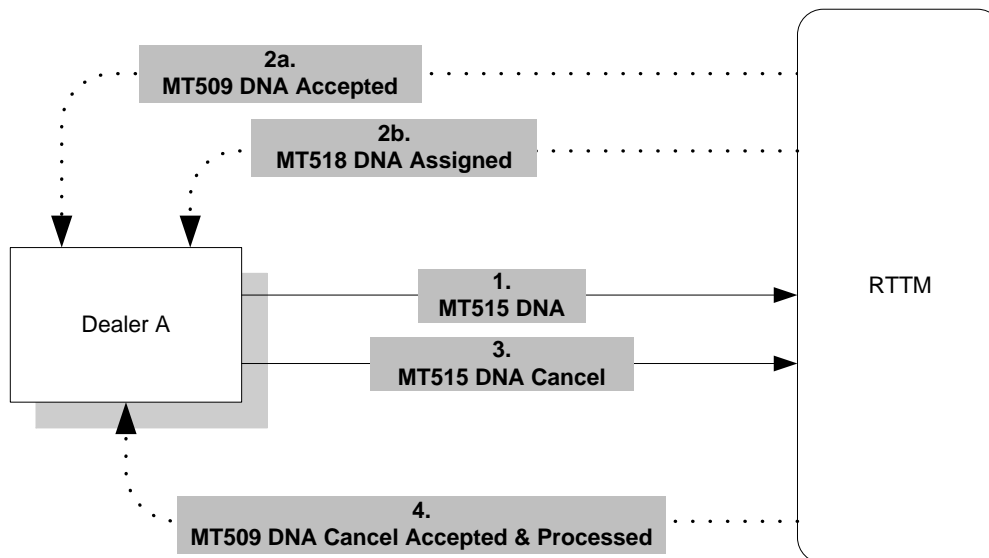 2a.
MT509 DNA Accepted
2b.
MT518 DNA Assigned
1.
MT515 DNA
RTTM
Dealer A
3.
MT515 DNA Cancel
4.
MT509 DNA Cancel Accepted & Processed